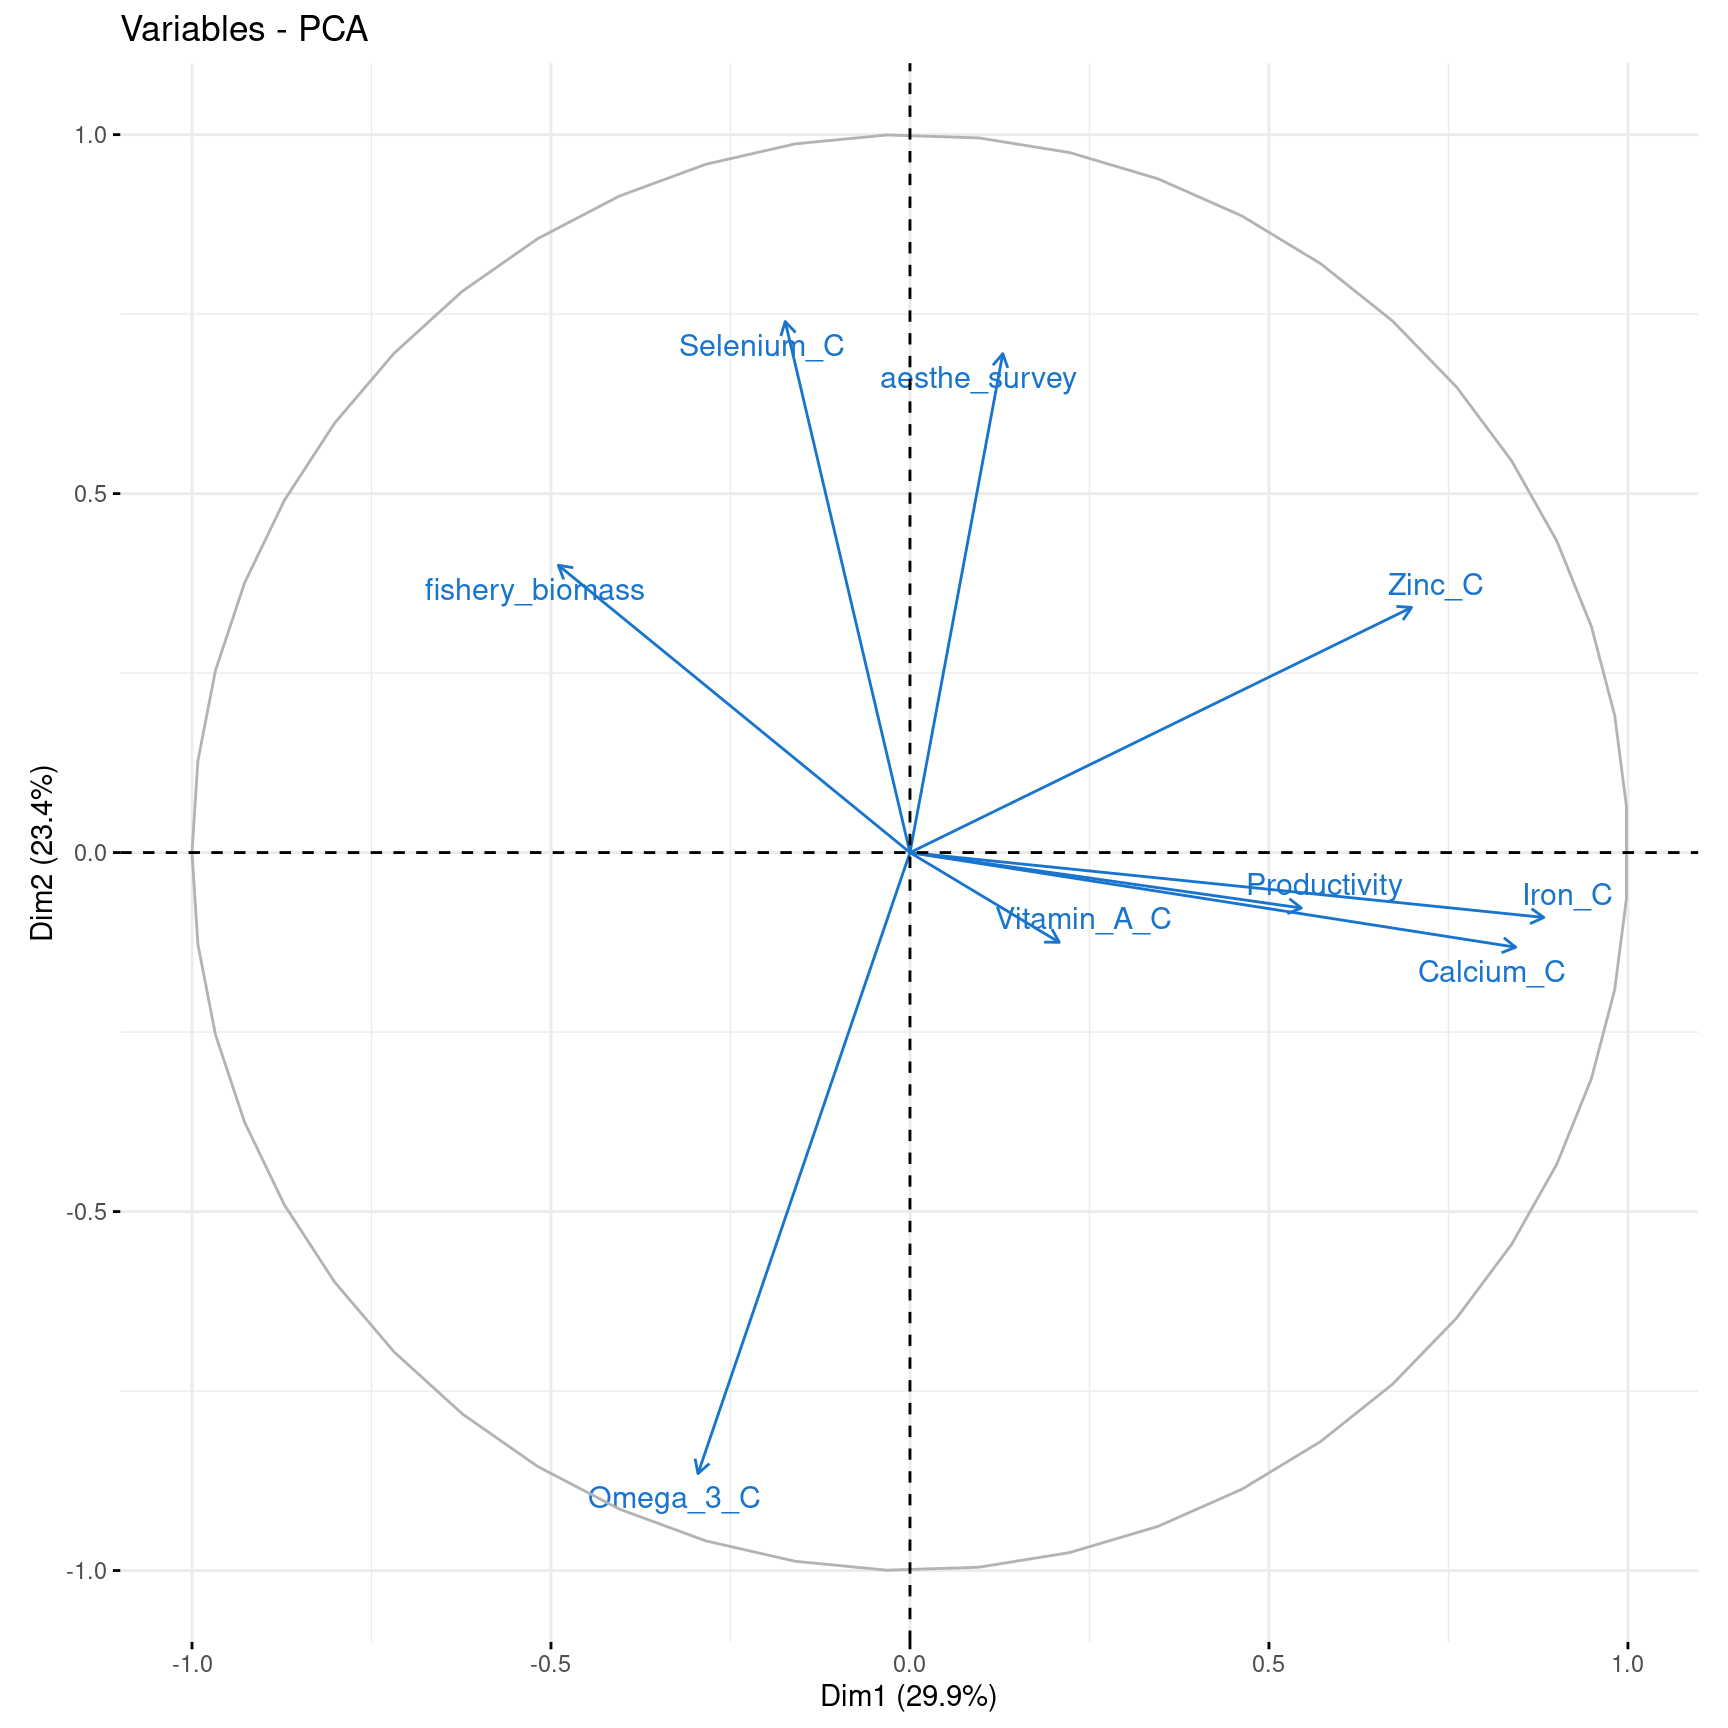 Variables - PCA
1.0
Selenium_C
aesthe_survey
0.5
fishery_biomass
Zinc_C
Dim2 (23.4%)
0.0
Productivity
Iron_C
Vitamin_A_C
Calcium_C
-0.5
Omega_3_C
-1.0
-1.0 -0.5 0.0 0.5 1.0
Dim1 (29.9%)